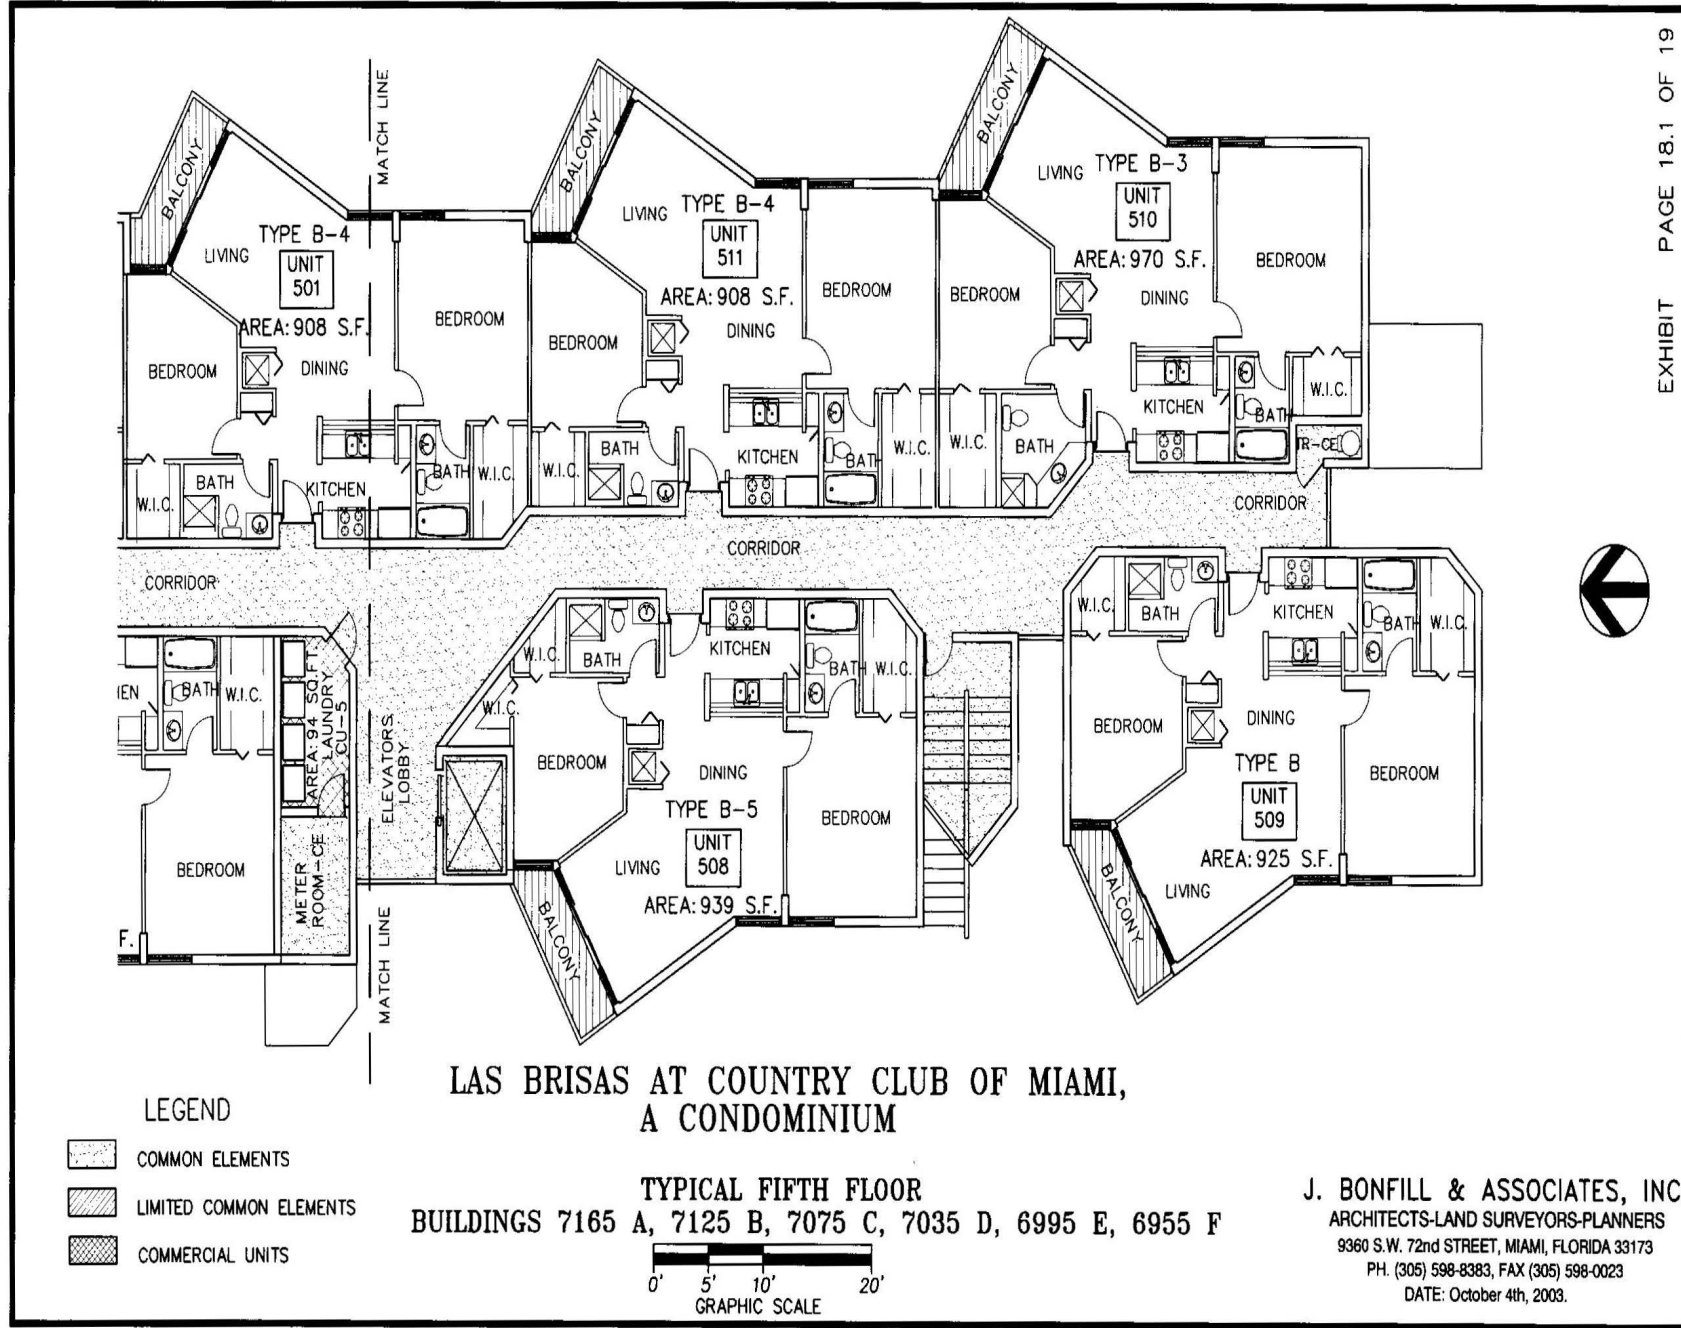 EXHIBIT PAGE 18.1 OF 19
MATCH LINE
BALCONY
LIVING
TYPE B-4
UNIT
501
AREA: 908 S.F.
BEDROOM
BEDROOM
DINING
W.I.C.
BATH
KITCHEN
BATH
W.I.C.
BALCONY
LIVING
TYPE B-4
UNIT
511
AREA: 908 S.F.
BEDROOM
BEDROOM
DINING
W.I.C.
BATH
KITCHEN
BATH
W.I.C.
BALCONY
LIVING
TYPE B-3
UNIT
510
AREA: 970 S.F.
BEDROOM
BEDROOM
DINING
W.I.C.
BATH
KITCHEN
BATH
W.I.C.
TR-CE
CORRIDOR
CORRIDOR
CORRIDOR
HEN
BATH
W.I.C.
AREA: 94 SQ.FT.
LAUNDRY
CU-5
ELEVATORS
LOBBY
BEDROOM
METER
ROOM-CE
F.
MATCH LINE
W.I.C.
BATH
KITCHEN
BATH
W.I.C.
W.I.C.
BEDROOM
DINING
TYPE B-5
UNIT
508
LIVING
AREA: 939 S.F.
BEDROOM
BALCONY
W.I.C.
BATH
KITCHEN
BATH
W.I.C.
BEDROOM
DINING
TYPE B
UNIT
509
AREA: 925 S.F.
BEDROOM
LIVING
BALCONY
LAS BRISAS AT COUNTRY CLUB OF MIAMI,
A CONDOMINIUM
LEGEND
COMMON ELEMENTS
LIMITED COMMON ELEMENTS
COMMERCIAL UNITS
TYPICAL FIFTH FLOOR
BUILDINGS 7165 A, 7125 B, 7075 C, 7035 D, 6995 E, 6955 F
0' 5' 10' 20'
GRAPHIC SCALE
J. BONFILL & ASSOCIATES, INC
ARCHITECTS-LAND SURVEYORS-PLANNERS
9360 S.W. 72nd STREET, MIAMI, FLORIDA 33173
PH. (305) 598-8383, FAX (305) 598-0023
DATE: October 4th, 2003.